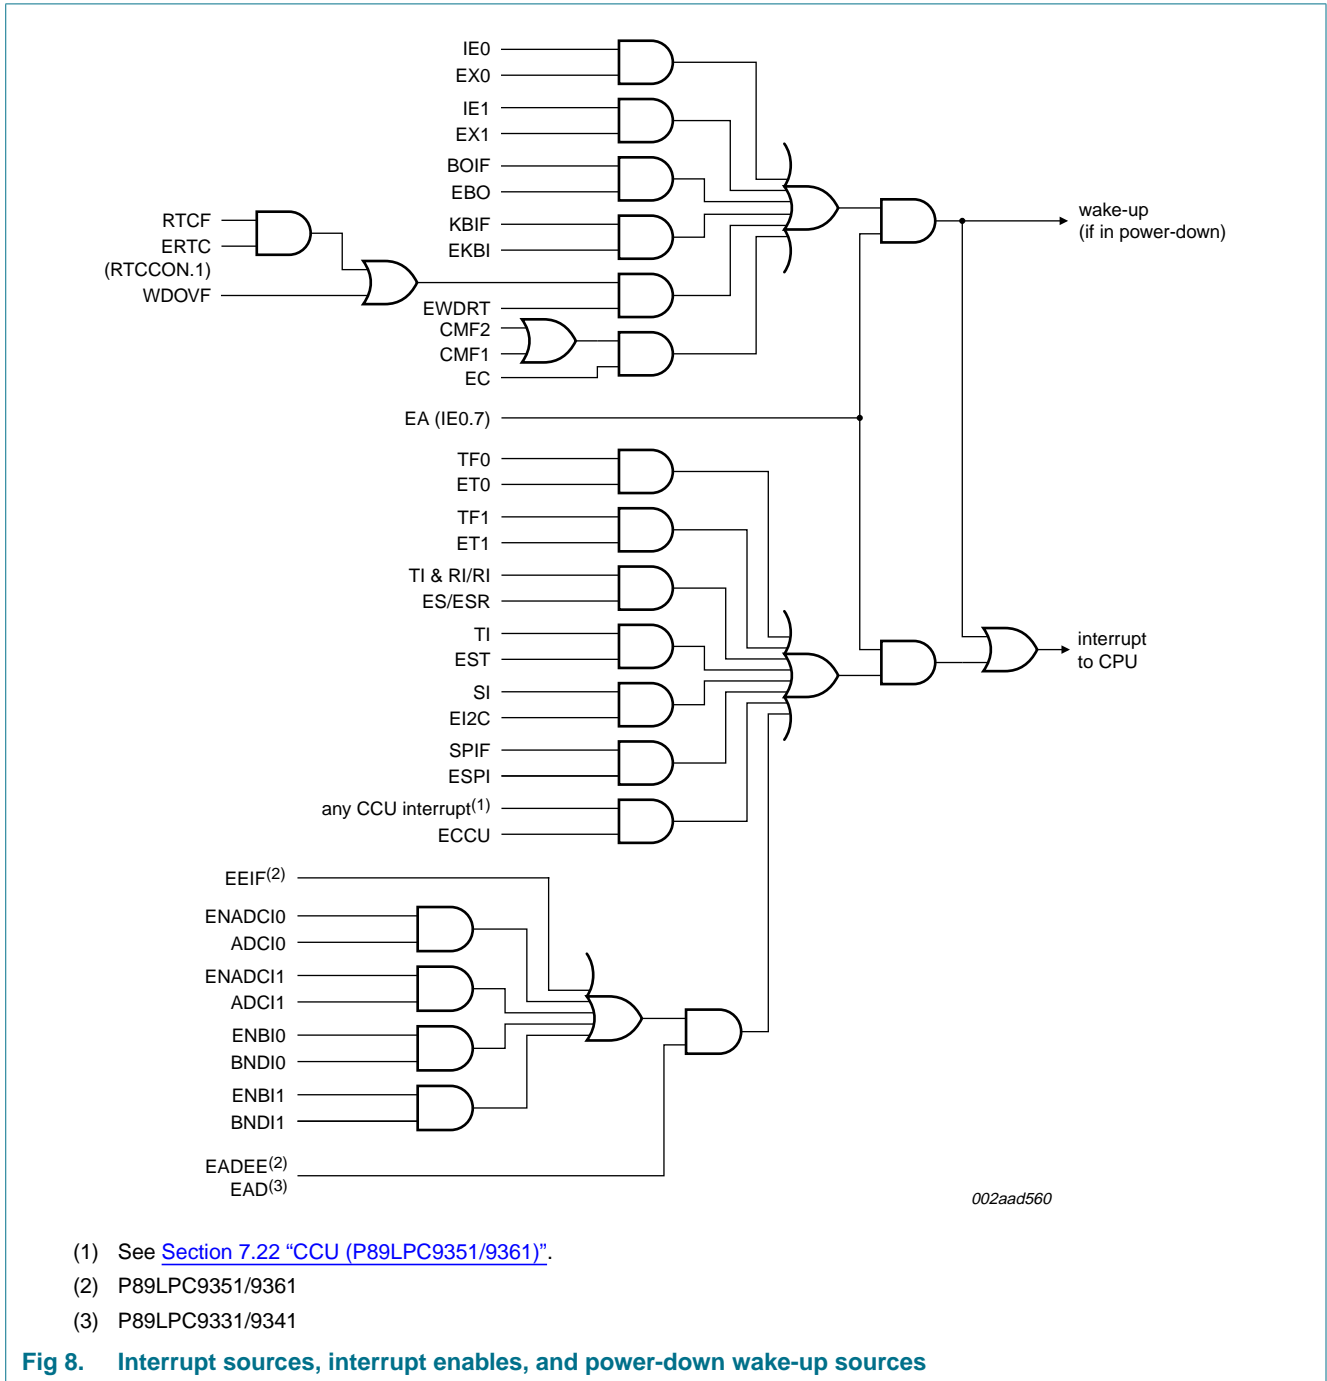 IE0
EX0
IE1
EX1
BOIF
EBO
RTCF
KBIF
ERTC
EKBI
(RTCCON.1)
WDOVF
EWDRT
CMF2
CMF1
EC
wake-up
(if in power-down)
EA (IE0.7)
TF0
ET0
TF1
ET1
TI & RI/RI
ES/ESR
TI
EST
interrupt
to CPU
SI
EI2C
SPIF
ESPI
any CCU interrupt(1)
ECCU
EEIF(2)
ENADCI0
ADCI0
ENADCI1
ADCI1
ENBI0
BNDI0
ENBI1
BNDI1
EADEE(2)
EAD(3)
002aad560
(1) See Section 7.22 “CCU (P89LPC9351/9361)”.
(2) P89LPC9351/9361
(3) P89LPC9331/9341
Fig 8. Interrupt sources, interrupt enables, and power-down wake-up sources